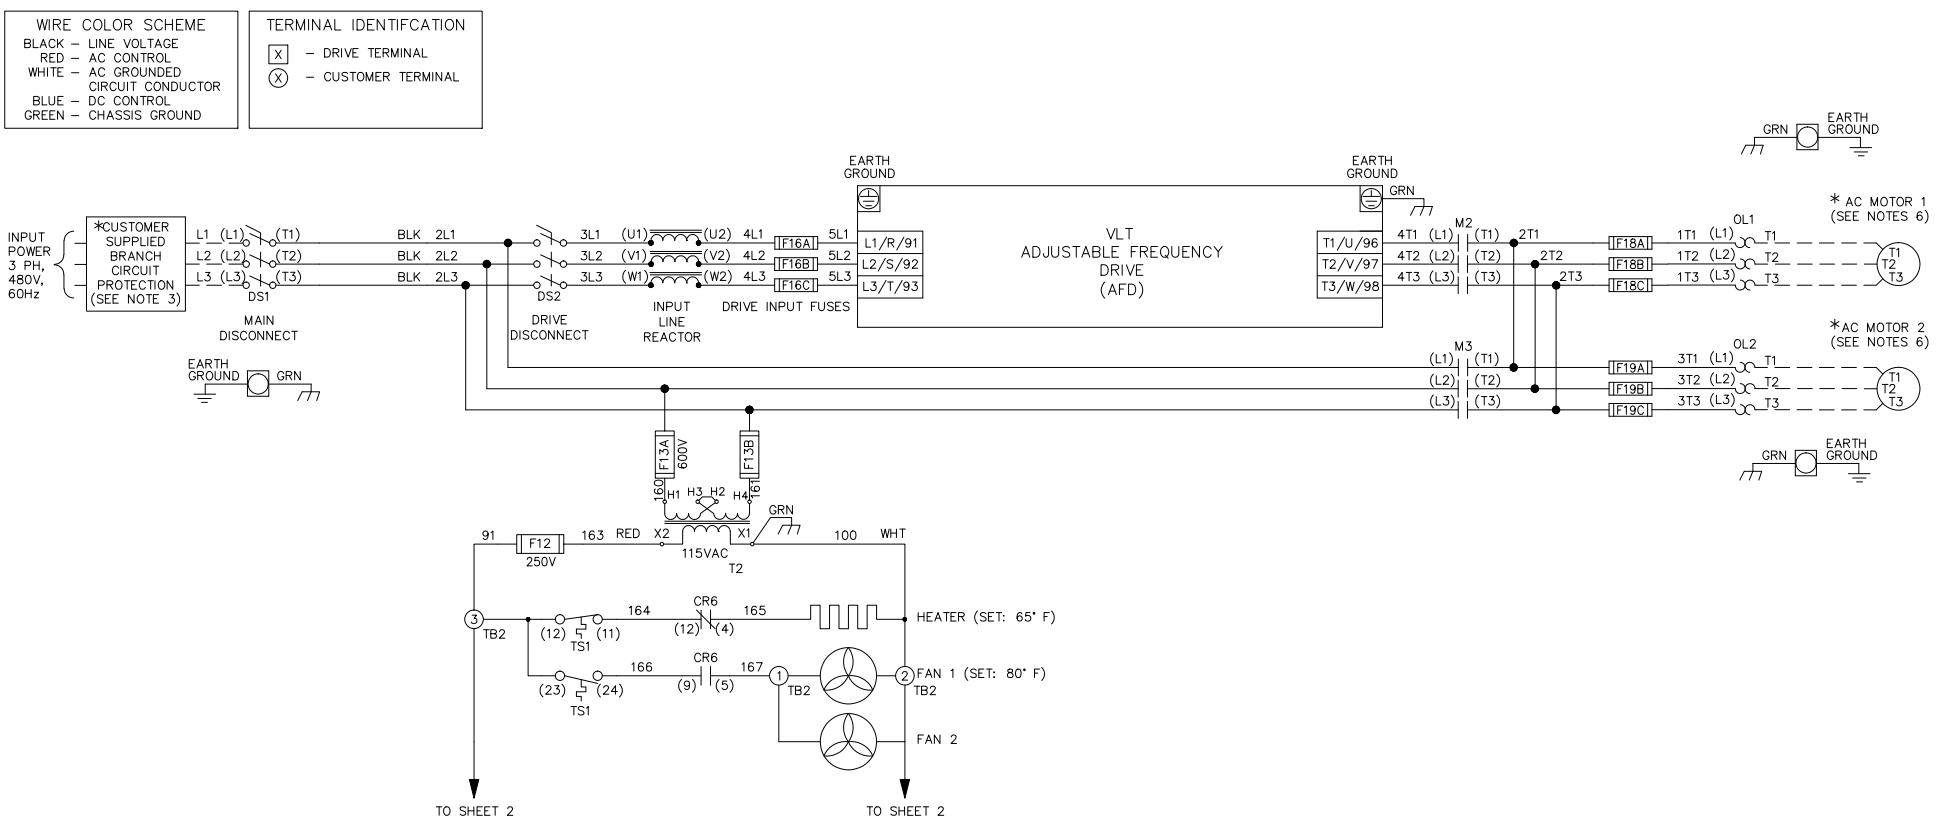 WIRE COLOR SCHEME
BLACK – LINE VOLTAGE
RED – AC CONTROL
WHITE – AC GROUNDED
CIRCUIT CONDUCTOR
BLUE – DC CONTROL
GREEN – CHASSIS GROUND
TERMINAL IDENTIFCATION
X – DRIVE TERMINAL
X – CUSTOMER TERMINAL
INPUT
POWER
3 PH,
480V,
60Hz
*CUSTOMER
SUPPLIED
BRANCH
CIRCUIT
PROTECTION
(SEE NOTE 3)
L1 (L1) (T1)
L2 (L2) (T2)
L3 (L3) (T3)
DS1
MAIN
DISCONNECT
EARTH
GROUND
GRN
BLK 2L1
BLK 2L2
BLK 2L3
DS2
DRIVE
DISCONNECT
3L1 (U1) (U2) 4L1 F16A 5L1
3L2 (V1) (V2) 4L2 F16B 5L2
3L3 (W1) (W2) 4L3 F16C 5L3
INPUT
LINE
REACTOR
DRIVE INPUT FUSES
EARTH
GROUND
L1/R/91
L2/S/92
L3/T/93
VLT
ADJUSTABLE FREQUENCY
DRIVE
(AFD)
EARTH
GROUND
GRN
T1/U/96
T2/V/97
T3/W/98
M2
4T1 (L1) (T1) 2T1 F18A 1T1 (L1) T1
4T2 (L2) (T2) 2T2 F18B 1T2 (L2) T2
4T3 (L3) (T3) 2T3 F18C 1T3 (L3) T3
OL1
GRN
EARTH
GROUND
* AC MOTOR 1
(SEE NOTES 6)
T1
T2
T3
M3
(L1) (T1) F19A 3T1 (L1) T1
(L2) (T2) F19B 3T2 (L2) T2
(L3) (T3) F19C 3T3 (L3) T3
OL2
*AC MOTOR 2
(SEE NOTES 6)
T1
T2
T3
GRN
EARTH
GROUND
F13A
600V
F13B
160
161
H1 H3 H2 H4
GRN
91 F12 163 RED X2 X1 100 WHT
250V
115VAC
T2
3
TB2
(12) (11)
TS1
164
CR6
(12) (4)
165
HEATER (SET: 65° F)
(23) (24)
TS1
166
CR6
(9) (5)
167
1
TB2
2
TB2
FAN 1 (SET: 80° F)
FAN 2
TO SHEET 2
TO SHEET 2